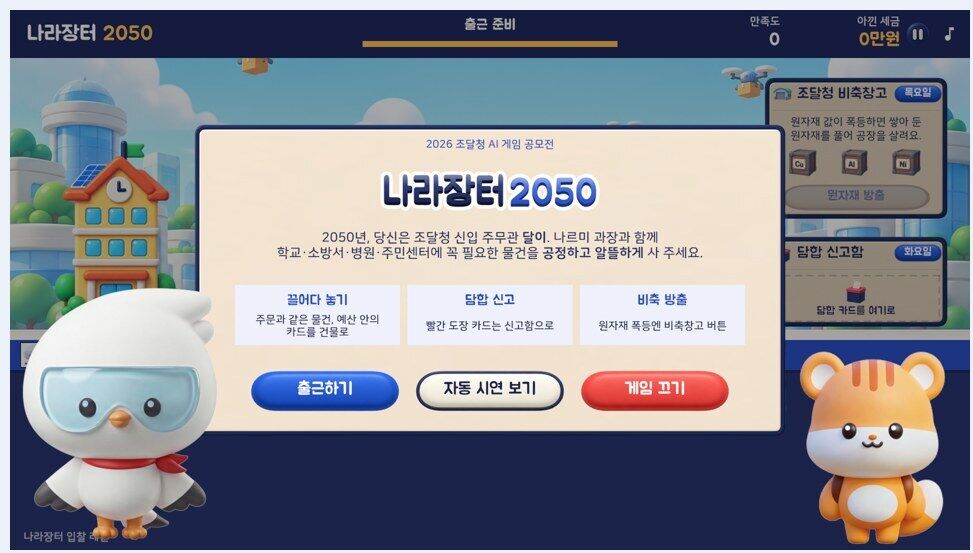 나라장터 2050
출근 준비
만족도
0
아낀 세금
0만원
조달청 비축창고
목요일
원자재 값이 폭등하면 쌓아 둔
원자재를 풀어 공장을 살려요.
Cu
Al
Ni
원자재 방출
담합 신고함
화요일
담합 카드를 여기로
2026 조달청 AI 게임 공모전
나라장터 2050
2050년, 당신은 조달청 신입 주무관 달이. 나르미 과장과 함께
학교·소방서·병원·주민센터에 꼭 필요한 물건을 공정하고 알뜰하게 사 주세요.
끌어다 놓기
주문과 같은 물건, 예산 안의
카드를 건물로
담합 신고
빨간 도장 카드는 신고함으로
비축 방출
원자재 폭등엔 비축창고 버튼
출근하기
자동 시연 보기
게임 끄기
나라장터 입찰